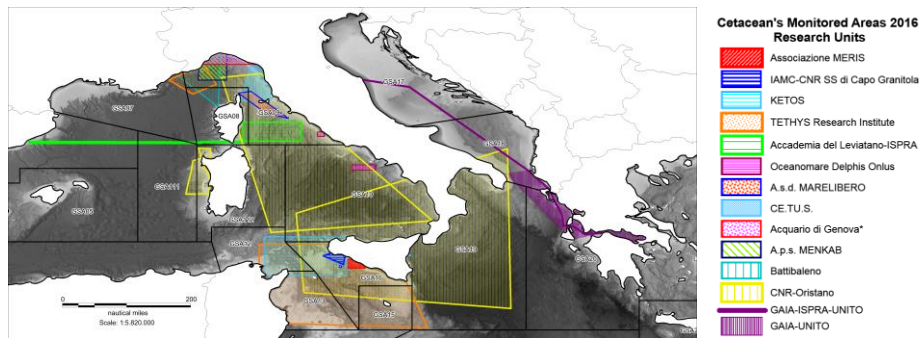 Cetacean's Monitored Areas 2016
Research Units
Associazione MERIS
IAMC-CNR SS di Capo Granitola
KETOS
TETHYS Research Institute
Accademia del Leviatano-ISPRA
Oceanomare Delphis Onlus
A.s.d. MARELIBERO
CE.TU.S.
Acquario di Genova*
A.p.s. MENKAB
Battibaleno
CNR-Oristano
GAIA-ISPRA-UNITO
GAIA-UNITO
GSA17
GSA07
GSA08
GSA18
GSA11
GSA10
GSA05
GSA12
GSA19
GSA20
GSA15
0
200
nautical miles
Scale: 1:5.820.000